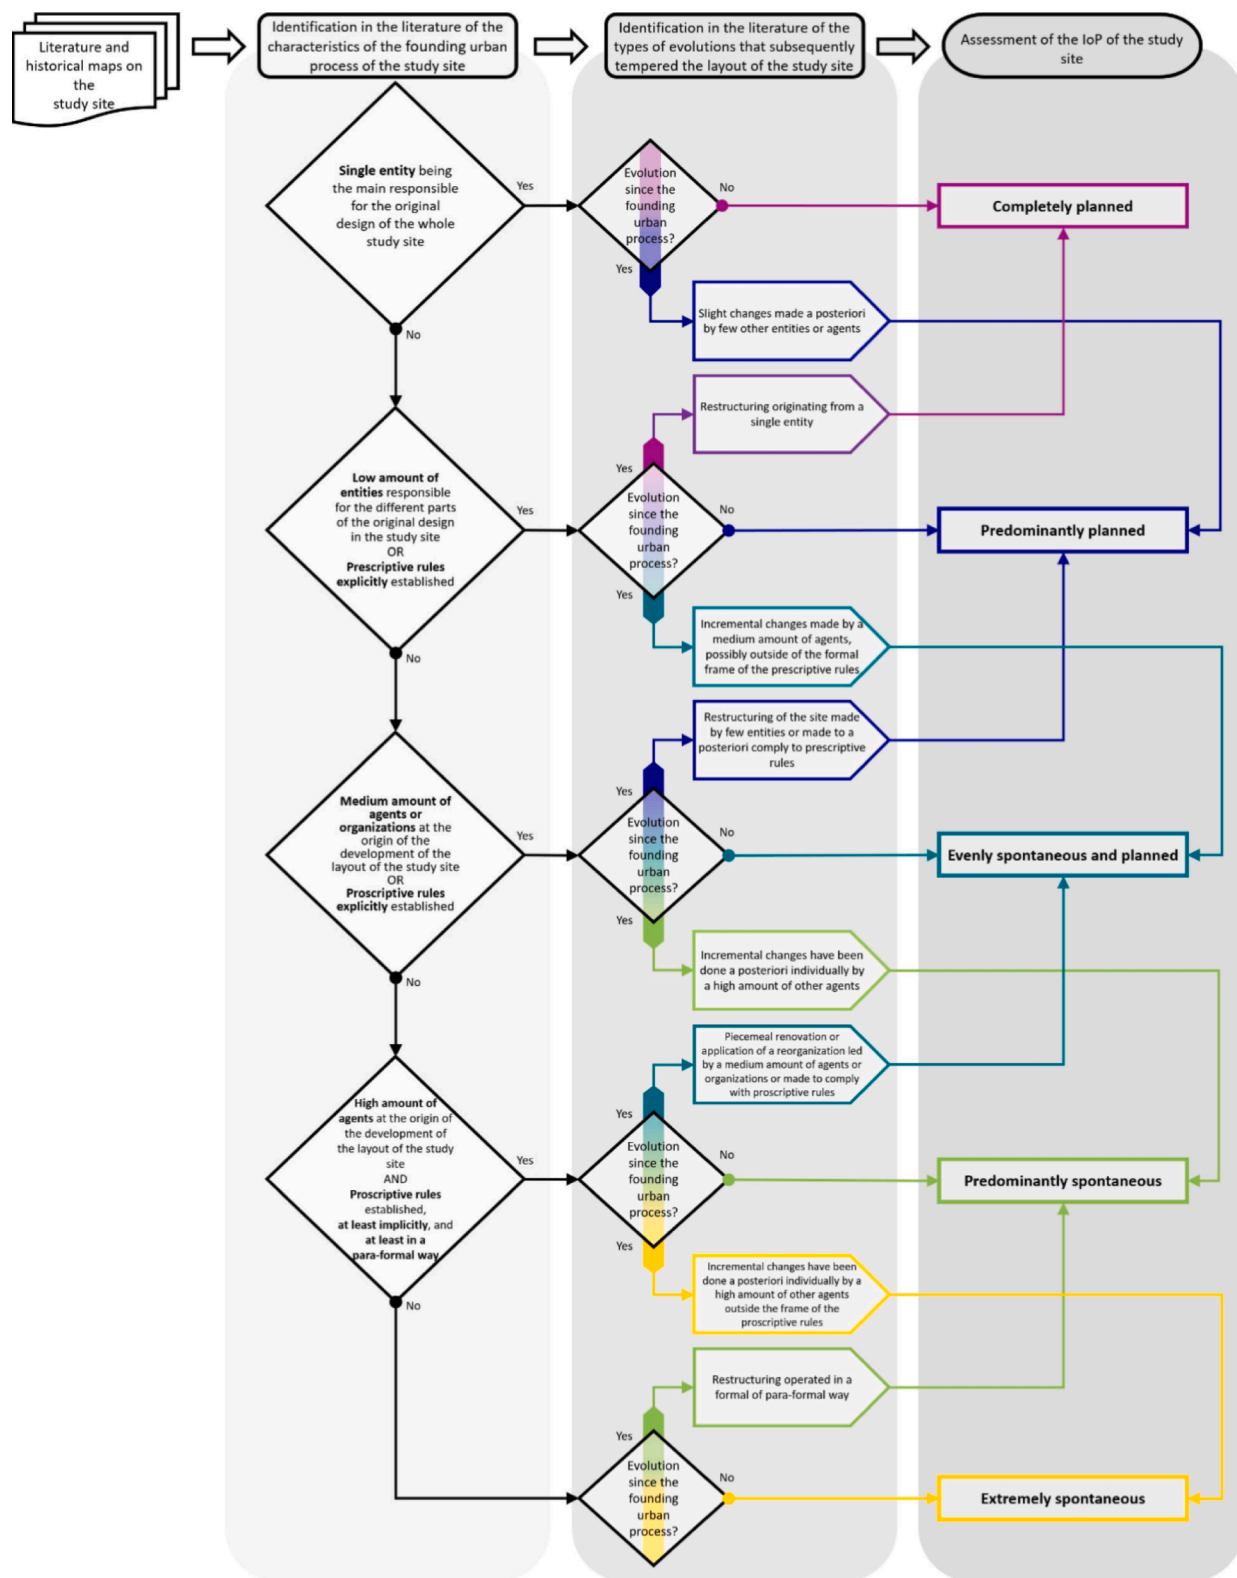 Literature and
historical maps on
the
study site
Identification in the literature of the
characteristics of the founding urban
process of the study site
Identification in the literature of the
types of evolutions that subsequently
tempered the layout of the study site
Assessment of the IoP of the study
site
Single entity being
the main responsible
for the original
design of the whole
study site
Yes
No
Evolution
since the
founding
urban
process?
No
Yes
Completely planned
Slight changes made a posteriori
by few other entities or agents
Restructuring originating from a
single entity
Low amount of
entities responsible
for the different parts
of the original design
in the study site
OR
Prescriptive rules
explicitly established
Yes
No
Yes
Evolution
since the
founding
urban
process?
No
Yes
Predominantly planned
Incremental changes made by a
medium amount of agents,
possibly outside of the formal
frame of the prescriptive rules
Restructuring of the site made
by few entities or made to a
posteriori comply to prescriptive
rules
Medium amount of
agents or
organizations at the
origin of the
development of the
layout of the study site
OR
Proscriptive rules
explicitly established
Yes
No
Yes
Evolution
since the
founding
urban
process?
No
Yes
Evenly spontaneous and planned
Incremental changes have been
done a posteriori individually by
a high amount of other agents
Piecemeal renovation or
application of a reorganization led
by a medium amount of agents or
organizations or made to comply
with proscriptive rules
High amount of
agents at the origin of
the development of
the layout of the study
site
AND
Proscriptive rules
established,
at least implicitly, and
at least in a
para-formal way
Yes
No
Yes
Evolution
since the
founding
urban
process?
No
Yes
Predominantly spontaneous
Incremental changes have been
done a posteriori individually by a
high amount of other agents
outside the frame of the
proscriptive rules
Restructuring operated in a
formal of para-formal way
Yes
Evolution
since the
founding
urban
process?
No
Extremely spontaneous